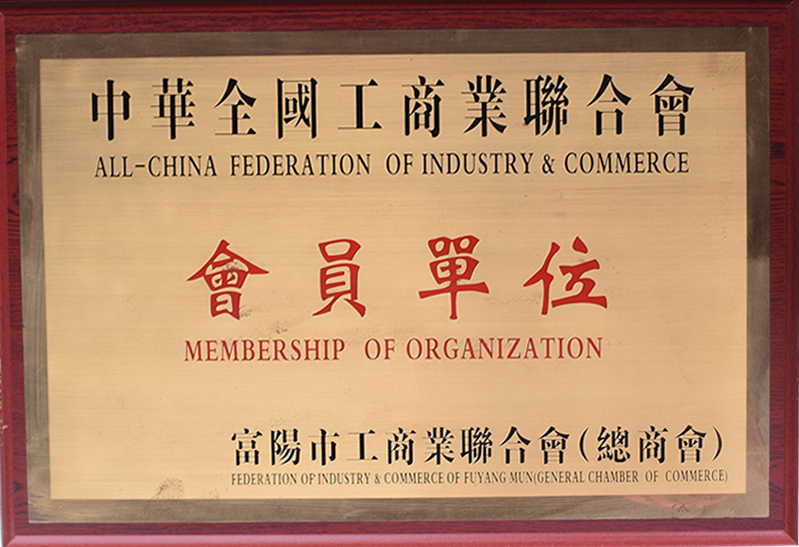 中華全國工商業聯合會
ALL-CHINA FEDERATION OF INDUSTRY & COMMERCE
會員單位
MEMBERSHIP OF ORGANIZATION
富陽市工商業聯合會(總商會)
FEDERATION OF INDUSTRY & COMMERCE OF FUYANG MUN(GENERAL CHAMBER OF COMMERCE)